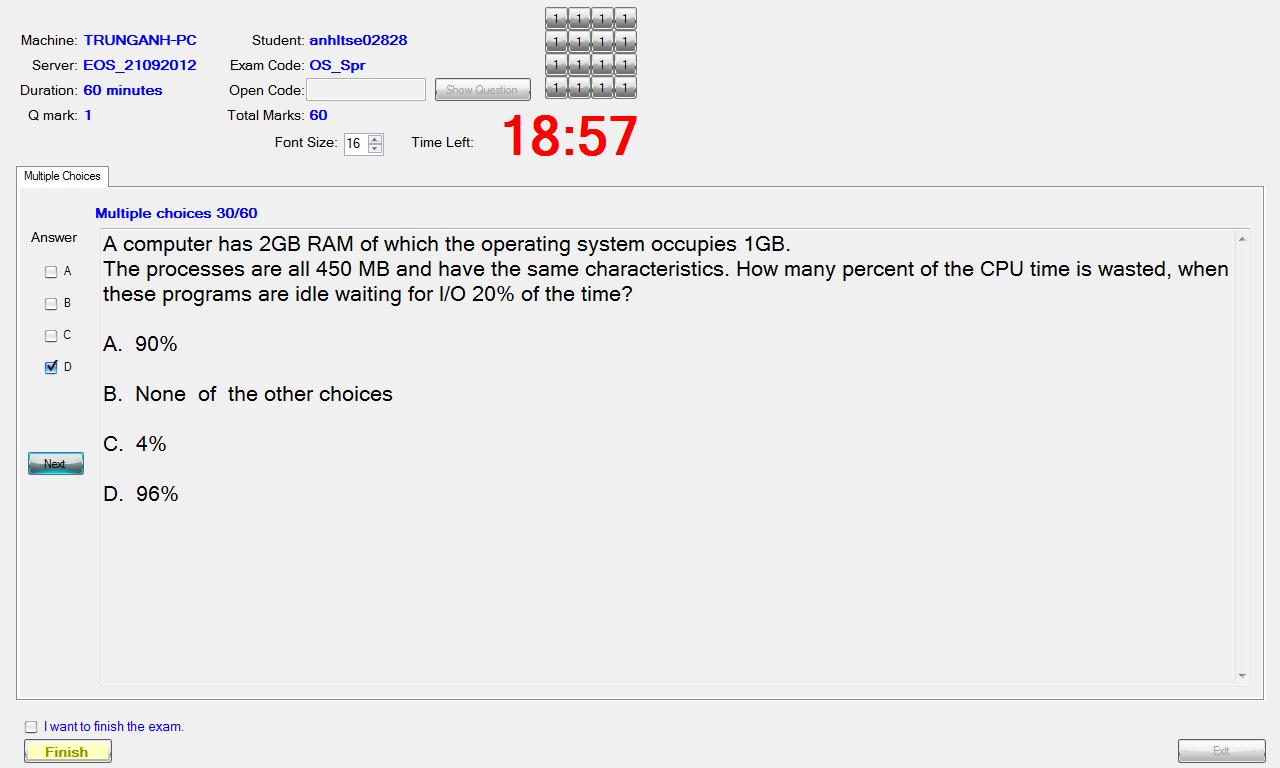 Machine: TRUNGANH-PC Student: anhltse02828
Server: EOS_21092012 Exam Code: OS_Spr
Duration: 60 minutes Open Code: Show Question
Q mark: 1 Total Marks: 60
1 1 1 1
1 1 1 1
1 1 1 1
1 1 1 1
Font Size: 16 Time Left: 18:57
Multiple Choices
Multiple choices 30/60
Answer
A
B
C
D
Next
A computer has 2GB RAM of which the operating system occupies 1GB.
The processes are all 450 MB and have the same characteristics. How many percent of the CPU time is wasted, when
these programs are idle waiting for I/O 20% of the time?
A. 90%
B. None of the other choices
C. 4%
D. 96%
I want to finish the exam.
Finish
Exit